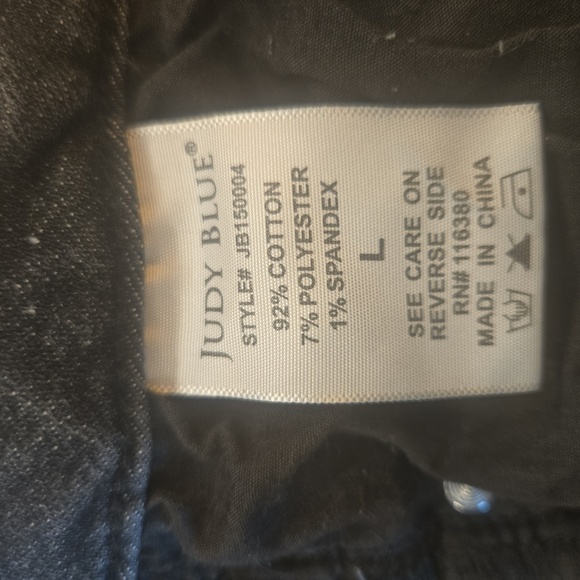 JUDY BLUE®
STYLE# JB150004
92% COTTON
7% POLYESTER
1% SPANDEX
L
SEE CARE ON
REVERSE SIDE
RN# 116380
MADE IN CHINA